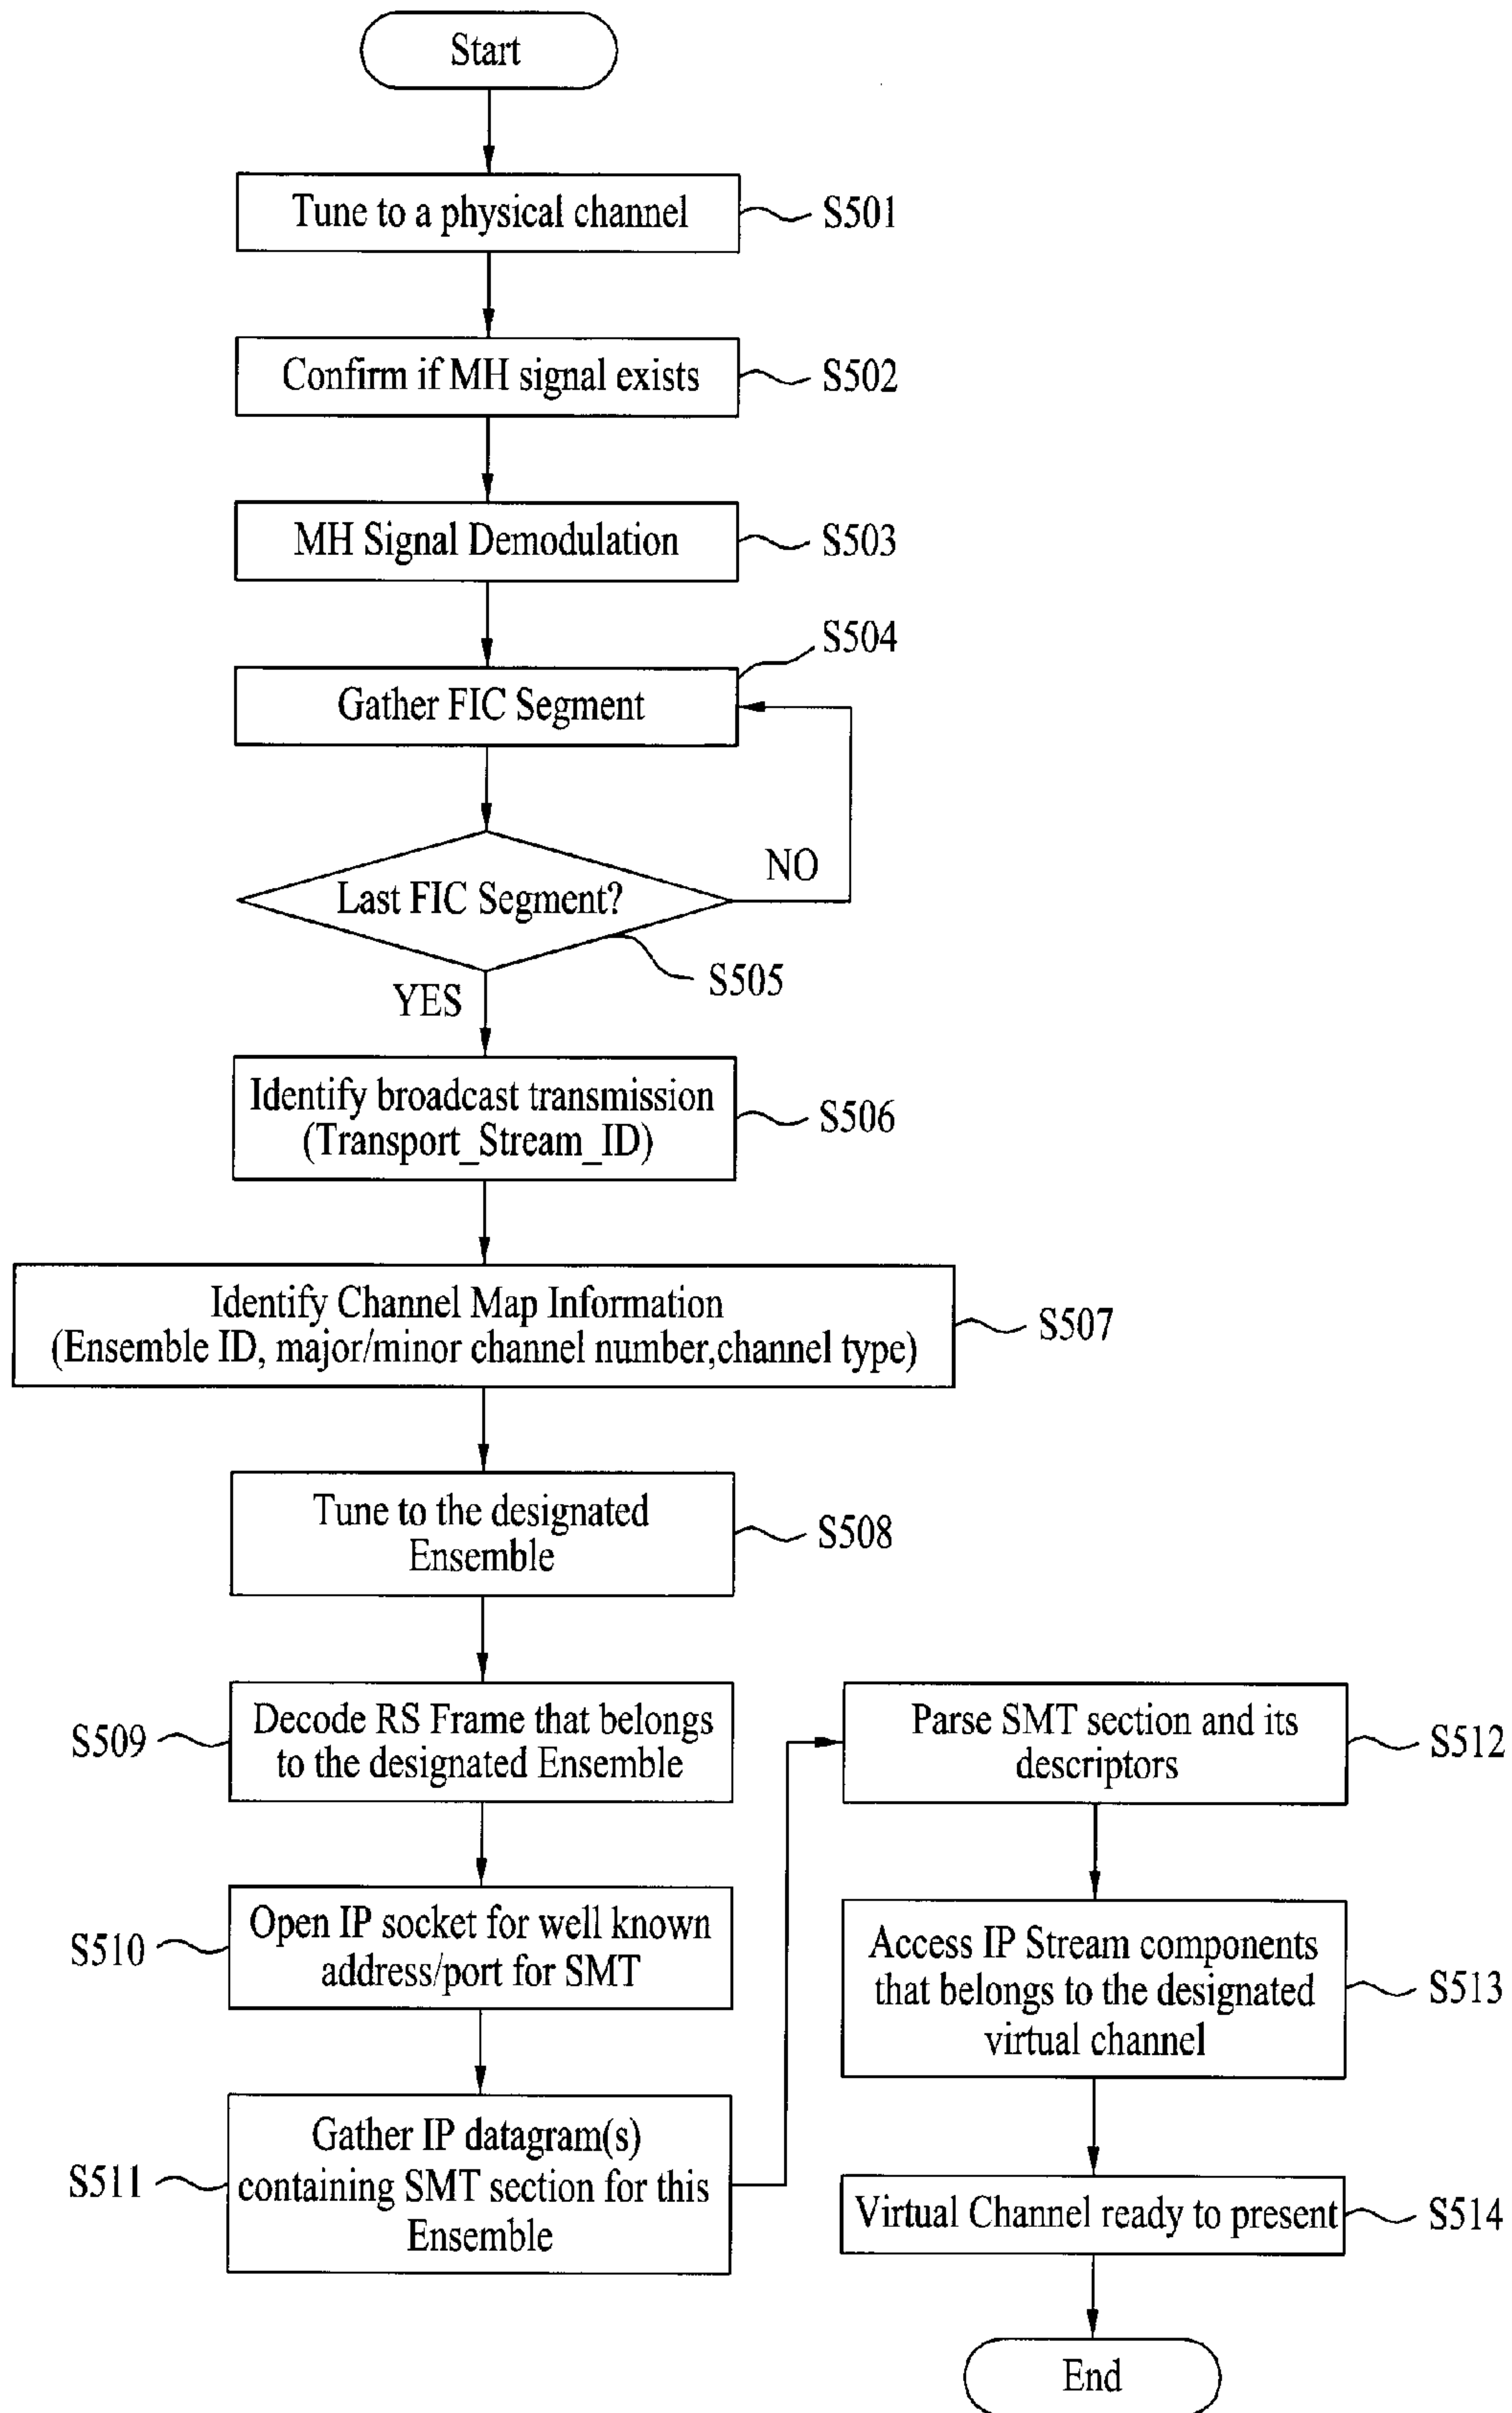 Start
Tune to a physical channel
S501
Confirm if MH signal exists
S502
MH Signal Demodulation
S503
S504
Gather FIC Segment
NO
Last FIC Segment?
S505
YES
Identify broadcast transmission
(Transport_Stream_ID)
S506
Identify Channel Map Information
(Ensemble ID, major/minor channel number,channel type)
S507
Tune to the designated
Ensemble
S508
S509
Decode RS Frame that belongs
to the designated Ensemble
S510
Open IP socket for well known
address/port for SMT
S511
Gather IP datagram(s)
containing SMT section for this
Ensemble
Parse SMT section and its
descriptors
S512
Access IP Stream components
that belongs to the designated
virtual channel
S513
Virtual Channel ready to present
S514
End